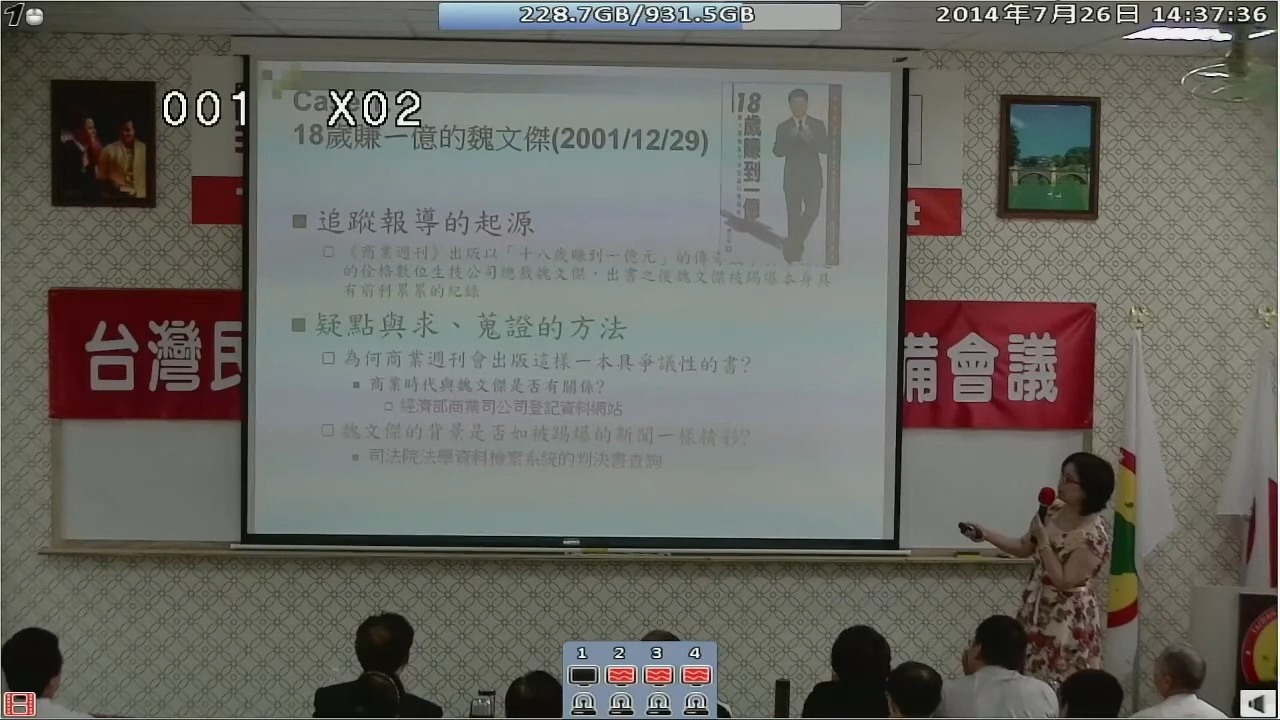 228.7GB/931.5GB
2014年7月26日 14:37:36
001 X02
18歲賺一億的魏文傑(2001/12/29)
18歲賺到一億
追蹤報導的起源
《商業週刊》出版以「十八歲賺到一億元」的傳奇
的佺格數位生技公司總裁魏文傑,出書之後魏文傑被踢爆本身具
有前科累累的紀錄
疑點與求、蒐證的方法
為何商業週刊會出版這樣一本具爭議性的書?
商業時代與魏文傑是否有關係?
經濟部商業司公司登記資料網站
魏文傑的背景是否如被踢爆的新聞一樣精彩?
司法院法學資料檢索系統的判決書查詢
台灣民
備會議
1 2 3 4